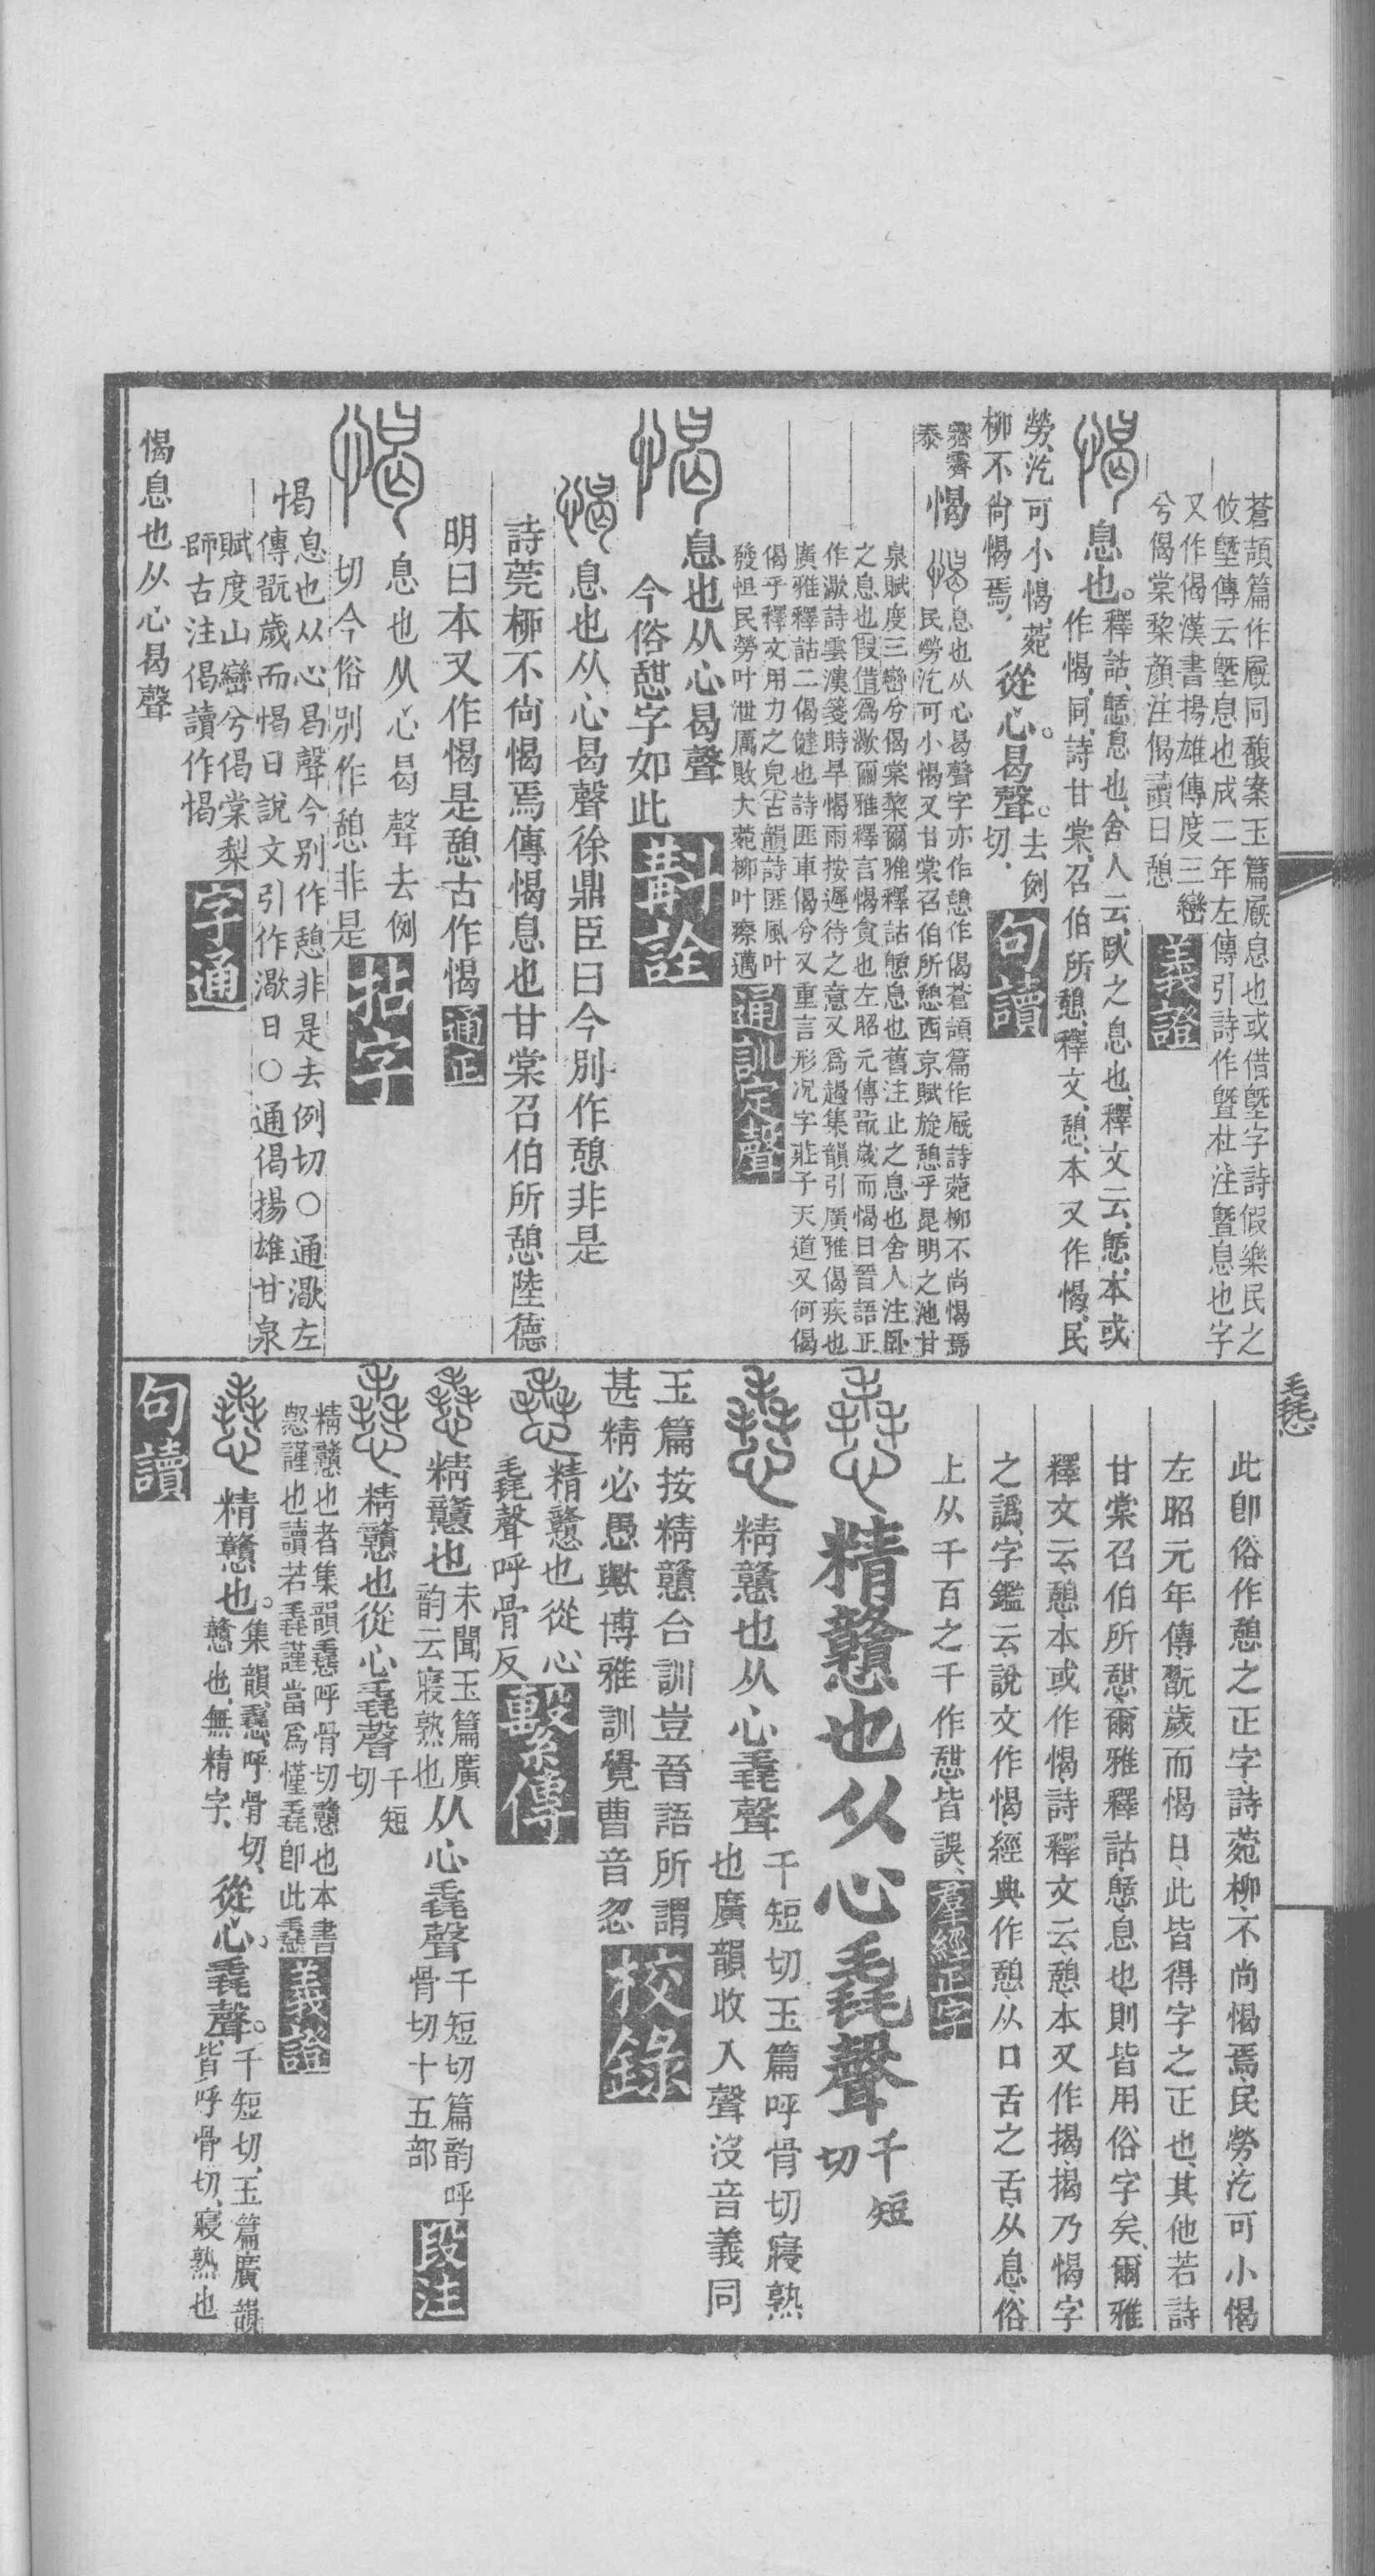 蒼頡篇作㕊同馥案玉篇㕊息也或借墍字詩假樂民之
攸墍傳云墍息也成二年左傳引詩作墍杜注墍息也字
又作偈漢書揚雄傳度三巒
兮偈棠黎顏注偈讀曰憩
義證
息也。
釋詁、憩息也、舍人云、臥之息也、釋文云、憩、本或
作愒、同、詩甘棠、召伯所憩、釋文、憩、本又作愒、民
勞、汔可小愒、菀
柳不尚愒焉、
從心。曷聲。
去例
切、
句讀
泰
愒
息也从心曷聲字亦作憩作偈蒼頡篇作㕊詩菀柳不尚愒焉
民勞汔可小愒又甘棠召伯所憩西京賦旋憩乎昆明之池甘
泉賦度三巒兮偈棠黎爾雅釋詁憩息也舊注止之息也舍人注臥
之息也叚借爲潵爾雅釋言愒貪也左昭元傳翫歲而愒日晉語正
作潵詩雲漢箋時旱愒雨按遲待之意又爲趨集韻引廣雅偈疾也
廣雅釋詁二偈健也詩匪車偈兮又重言形况字莊子天道又何偈
偈乎釋文用力之皃古韻詩匪風叶
發怛民勞叶泄厲敗大菀柳叶瘵邁
通訓定聲
息也从心曷聲
今俗憇字如此
斠詮
息也从心曷聲徐鼎臣曰今別作憩非是
詩菀柳不尙愒焉傳愒息也甘棠召伯所憩陸德
明曰本又作愒是憩古作愒
通正
息也从心曷聲去例
切今俗別作憩非是
拈字
愒
息也从心曷聲今別作憩非是去例切○通潵左
傳翫歲而愒日說文引作潵日○通偈揚雄甘泉
賦度山巒兮偈棠梨
師古注偈讀作愒
字通
愒息也从心曷聲
毳心
此卽俗作憩之正字、詩菀柳、不尚愒焉、民勞、汔可小偈、
左昭元年傳、翫歲而愒日、此皆得字之正也、其他若詩
甘棠召伯所憇、爾雅釋詁、憩、息也、則皆用俗字矣、爾雅
釋文云、憩、本或作愒、詩釋文云、憩、本又作揭、揭乃愒字
之譌、字鑑云、說文作愒、經典作憩、从口舌之舌、从息、俗
上从千百之千作憇、皆誤、
羣經正字
精戇也从心毳聲
千短
切
精戇也从心毳聲
千短切玉篇呼骨切寢熟
也廣韻收入聲沒音義同
玉篇按精戇合訓豈晉語所謂
甚精必愚歟博雅訓覺曹音忽
校錄
精戇也從心
毳聲呼骨反
繫傳
精戇也
未聞玉篇廣
韵云寢熟也
从心毳聲
千短切篇韵呼
骨切十五部
段注
精戇也從心毳聲
千短
切
精戇也者集韻㥶呼骨切戇也本書
㦟謹也讀若毳謹當爲懂毳卽此㥶
義證
精戇也。
集韻、㥶、呼骨切、
戇也、無精字、
從心。毳聲。
千短切、玉篇廣韻
皆呼骨切、寢熟也
句讀